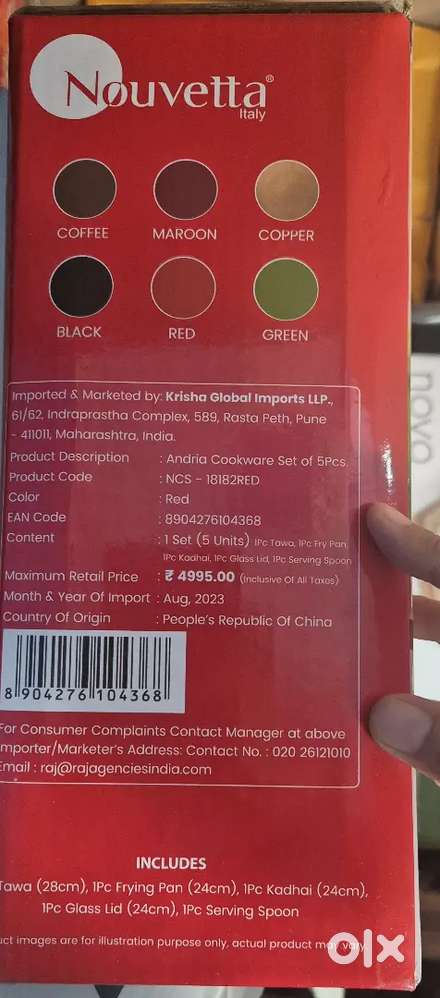 Nouvetta®
Italy
COFFEE MAROON COPPER
BLACK RED GREEN
Imported & Marketed by: Krisha Global Imports LLP.,
61/62, Indraprastha Complex, 589, Rasta Peth, Pune
- 411011, Maharashtra, India.
Product Description : Andria Cookware Set of 5Pcs.
Product Code : NCS - 18182RED
Color : Red
EAN Code : 8904276104368
Content : 1 Set (5 Units) 1Pc Tawa, 1Pc Fry Pan,
1Pc Kadhai, 1Pc Glass Lid, 1Pc Serving Spoon
Maximum Retail Price : ₹ 4995.00 (Inclusive Of All Taxes)
Month & Year Of Import : Aug, 2023
Country Of Origin : People's Republic Of China
8 904276 104368
For Consumer Complaints Contact Manager at above
Importer/Marketer's Address: Contact No. : 020 26121010
Email : raj@rajagenciesindia.com
INCLUDES
Tawa (28cm), 1Pc Frying Pan (24cm), 1Pc Kadhai (24cm),
1Pc Glass Lid (24cm), 1Pc Serving Spoon
uct images are for illustration purpose only, actual product may vary.
novo
olx